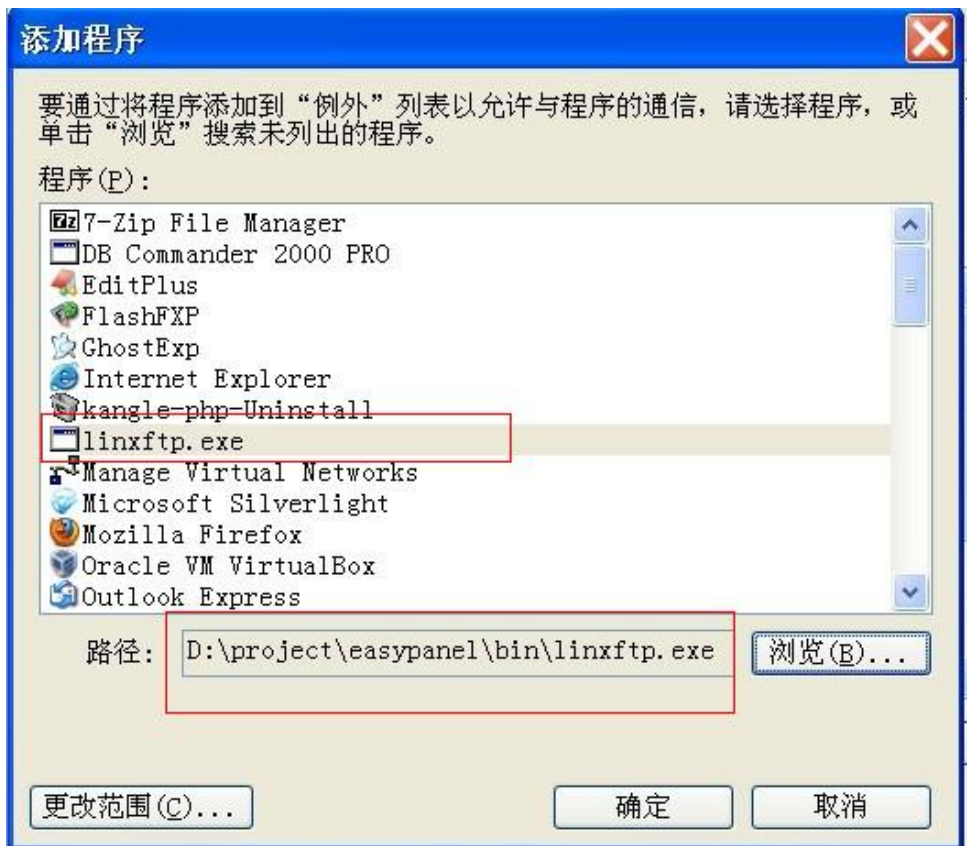 添加程序
要通过将程序添加到“例外”列表以允许与程序的通信，请选择程序，或
单击“浏览”搜索未列出的程序。
程序(P)：
7z 7-Zip File Manager
DB Commander 2000 PRO
EditPlus
FlashFXP
GhostExp
Internet Explorer
kangle-php-Uninstall
linxftp.exe
Manage Virtual Networks
Microsoft Silverlight
Mozilla Firefox
Oracle VM VirtualBox
Outlook Express
路径： D:\project\easypanel\bin\linxftp.exe 浏览(B)...
更改范围(C)... 确定 取消